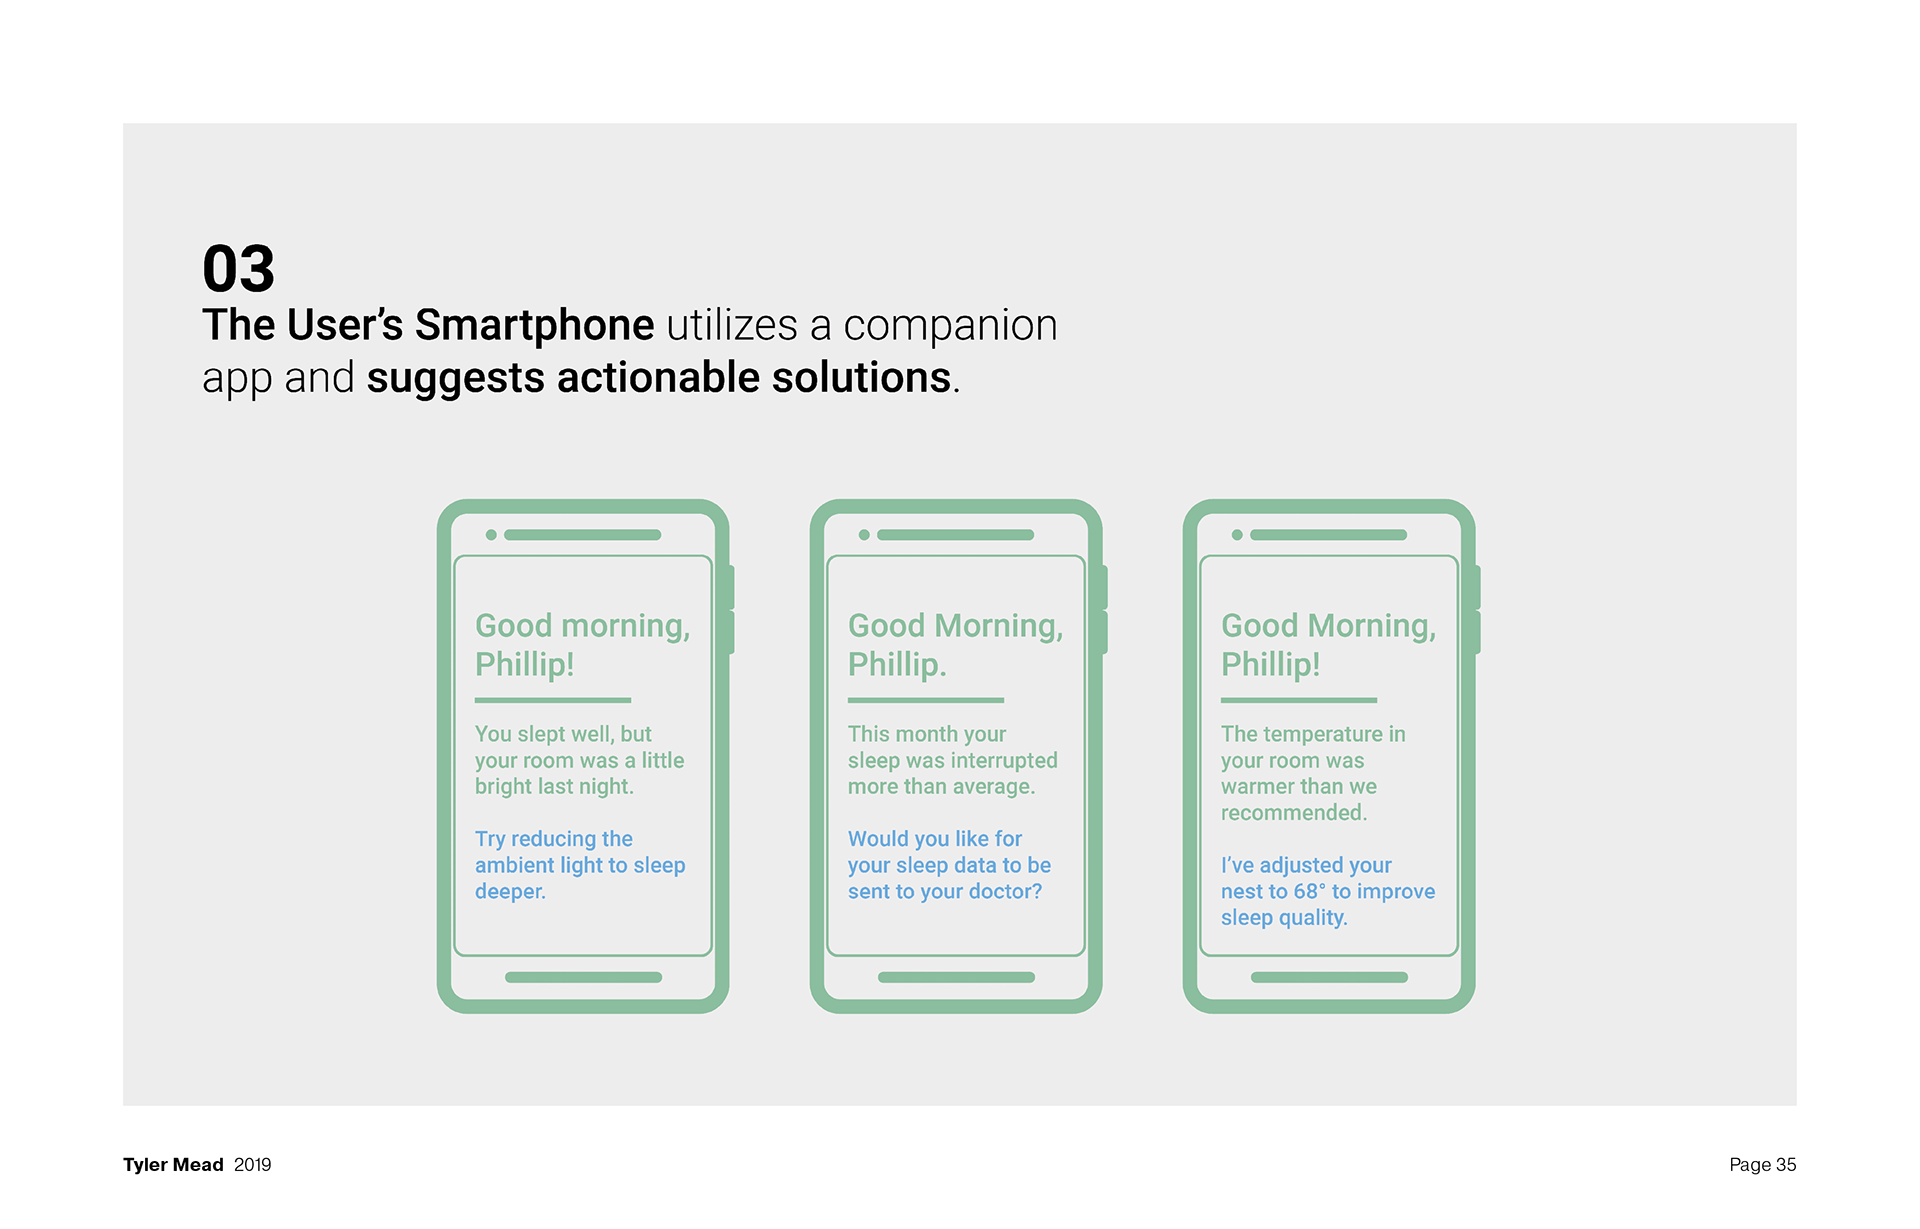 03
The User’s Smartphone utilizes a companion
app and suggests actionable solutions.
Good morning,
Phillip!
You slept well, but
your room was a little
bright last night.
Try reducing the
ambient light to sleep
deeper.
Good Morning,
Phillip.
This month your
sleep was interrupted
more than average.
Would you like for
your sleep data to be
sent to your doctor?
Good Morning,
Phillip!
The temperature in
your room was
warmer than we
recommended.
I’ve adjusted your
nest to 68° to improve
sleep quality.
Tyler Mead 2019
Page 35